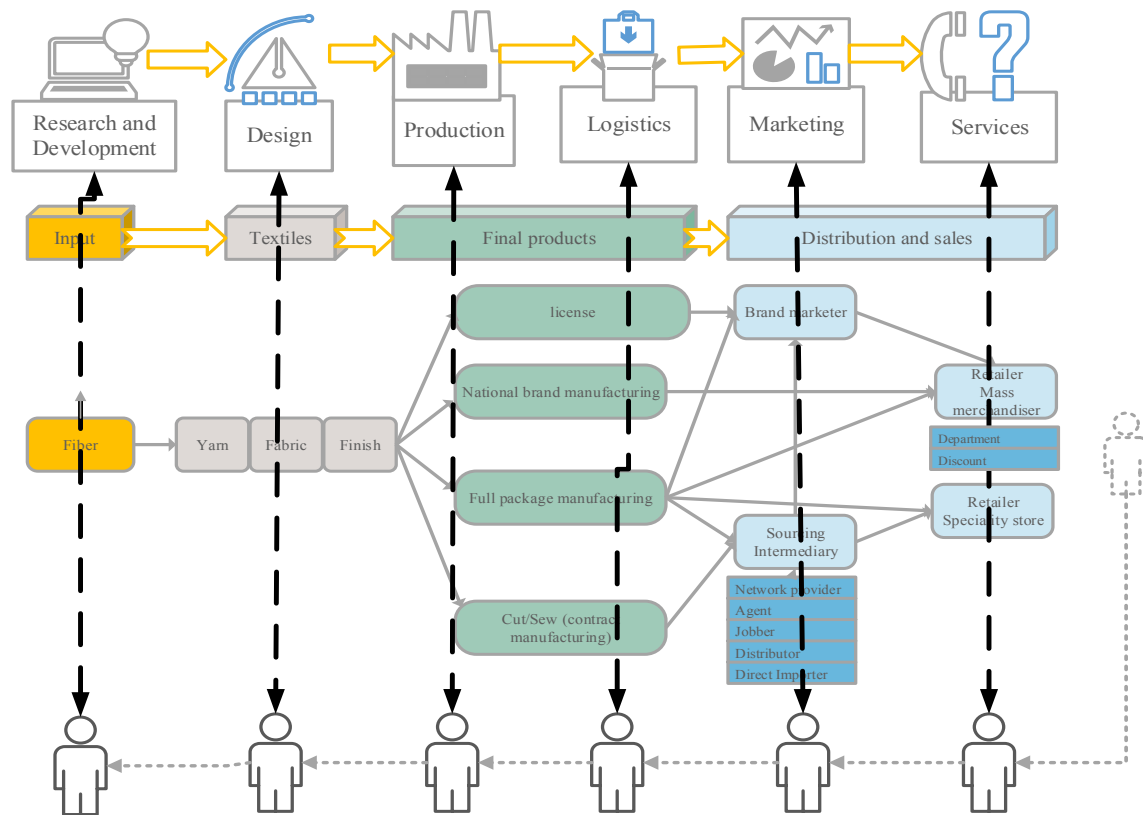 Research and
Development
Design
Production
Logistics
Marketing
Services
Input
Textiles
Final products
Distribution and sales
license
Brand marketer
National brand manufacturing
Retailer
Mass
merchandiser
Fiber
Yarn
Fabric
Finish
Department
Discount
Full package manufacturing
Retailer
Speciality store
Sourcing
Intermediary
Network provider
Agent
Jobber
Distributor
Direct Importer
Cut/Sew (contract
manufacturing)